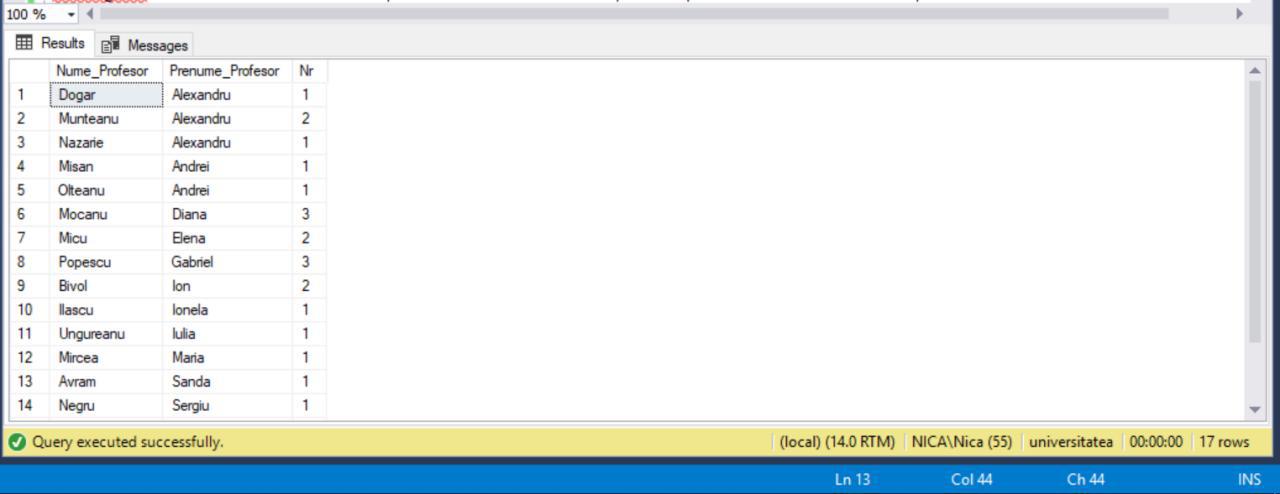 100 %
Results Messages
Nume_Profesor Prenume_Profesor Nr
1 Dogar Alexandru 1
2 Munteanu Alexandru 2
3 Nazarie Alexandru 1
4 Misan Andrei 1
5 Olteanu Andrei 1
6 Mocanu Diana 3
7 Micu Elena 2
8 Popescu Gabriel 3
9 Bivol Ion 2
10 Ilascu Ionela 1
11 Ungureanu Iulia 1
12 Mircea Maria 1
13 Avram Sanda 1
14 Negru Sergiu 1
Query executed successfully. (local) (14.0 RTM) NICA\Nica (55) universitatea 00:00:00 17 rows
Ln 13 Col 44 Ch 44 INS